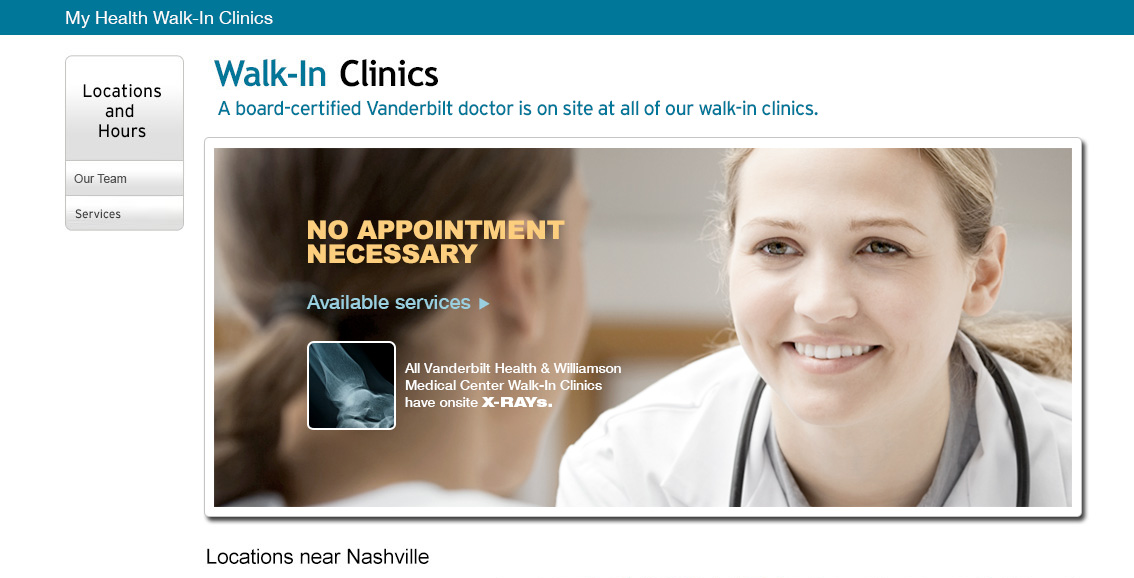 My Health Walk-In Clinics
Locations
and
Hours
Our Team
Services
Walk-In Clinics
A board-certified Vanderbilt doctor is on site at all of our walk-in clinics.
NO APPOINTMENT
NECESSARY
Available services
All Vanderbilt Health & Williamson
Medical Center Walk-In Clinics
have onsite X-RAYs.
Locations near Nashville